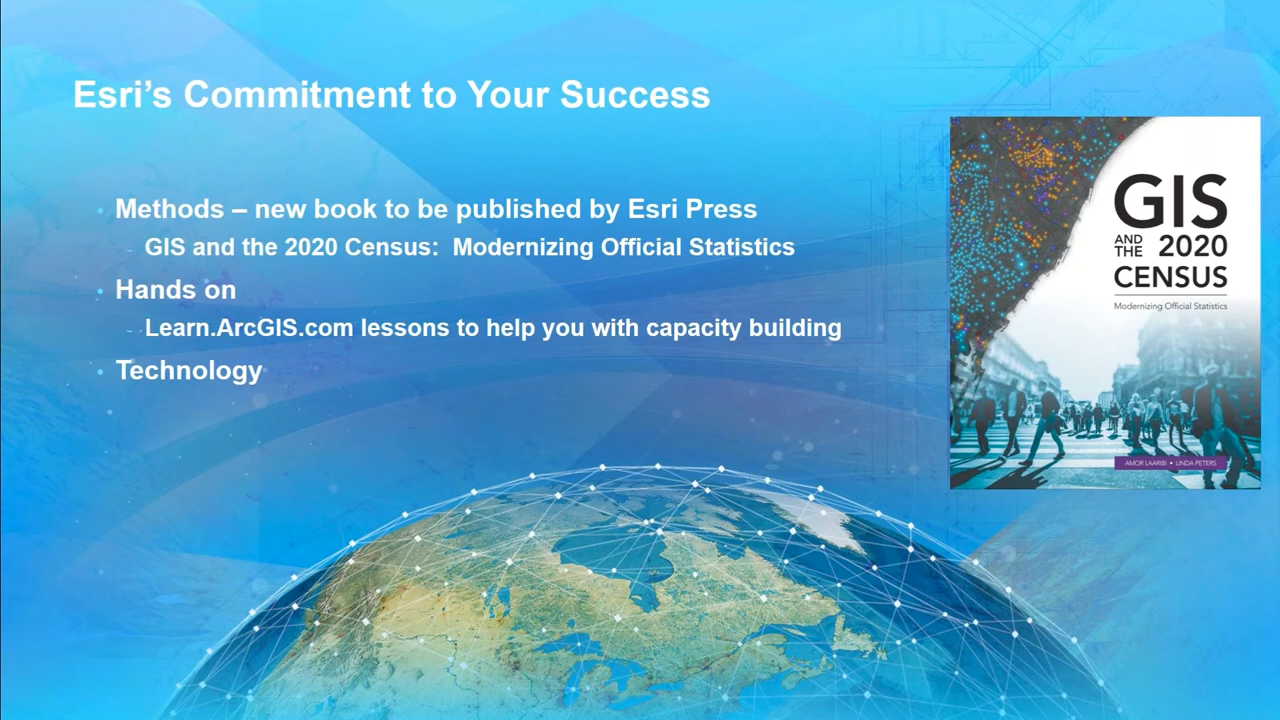 Esri’s Commitment to Your Success
• Methods – new book to be published by Esri Press
- GIS and the 2020 Census:  Modernizing Official Statistics
• Hands on
- Learn.ArcGIS.com lessons to help you with capacity building
• Technology
GIS
AND THE 2020
CENSUS
Modernizing Official Statistics
AMOR LAARIBI • LINDA PETERS